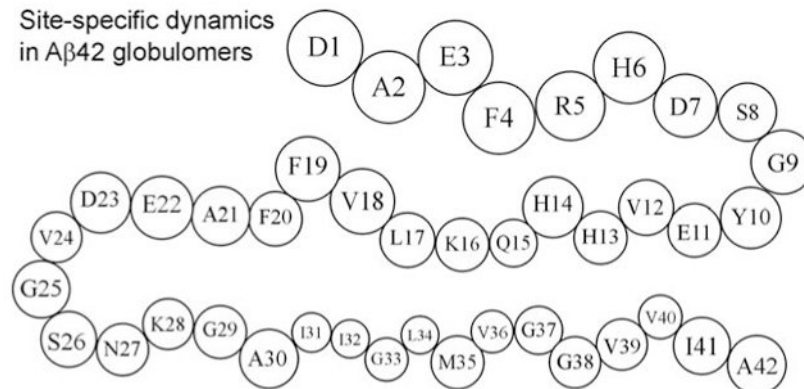 Site-specific dynamics
in Aβ42 globulomers
D1
A2
E3
F4
R5
H6
D7
S8
G9
Y10
E11
V12
H13
H14
Q15
K16
L17
V18
F19
F20
A21
E22
D23
V24
G25
S26
N27
K28
G29
A30
I31
I32
G33
L34
M35
V36
G37
G38
V39
V40
I41
A42